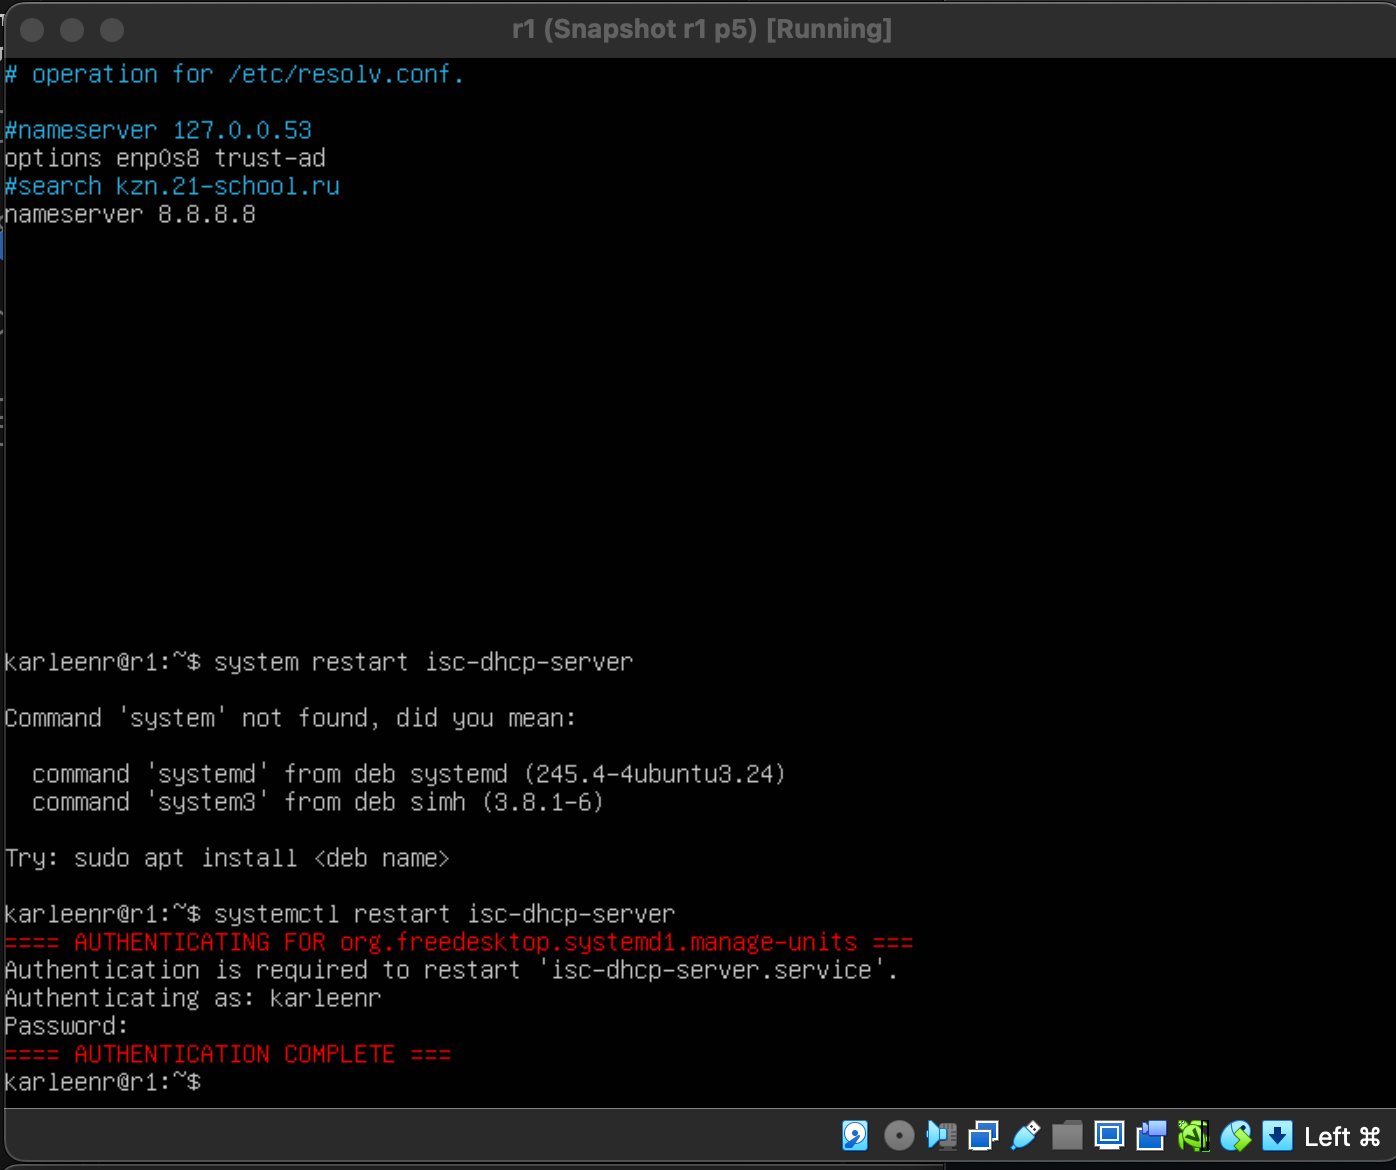 r1 (Snapshot r1 p5) [Running]
# operation for /etc/resolv.conf.
#nameserver 127.0.0.53
options enp0s8 trust-ad
#search kzn.21-school.ru
nameserver 8.8.8.8
karleenr@r1:~$ system restart isc-dhcp-server
Command 'system' not found, did you mean:
command 'systemd' from deb systemd (245.4-4ubuntu3.24)
command 'system3' from deb simh (3.8.1-6)
Try: sudo apt install <deb name>
karleenr@r1:~$ systemctl restart isc-dhcp-server
==== AUTHENTICATING FOR org.freedesktop.systemd1.manage-units ===
Authentication is required to restart 'isc-dhcp-server.service'.
Authenticating as: karleenr
Password:
==== AUTHENTICATION COMPLETE ===
karleenr@r1:~$
Left ⌘